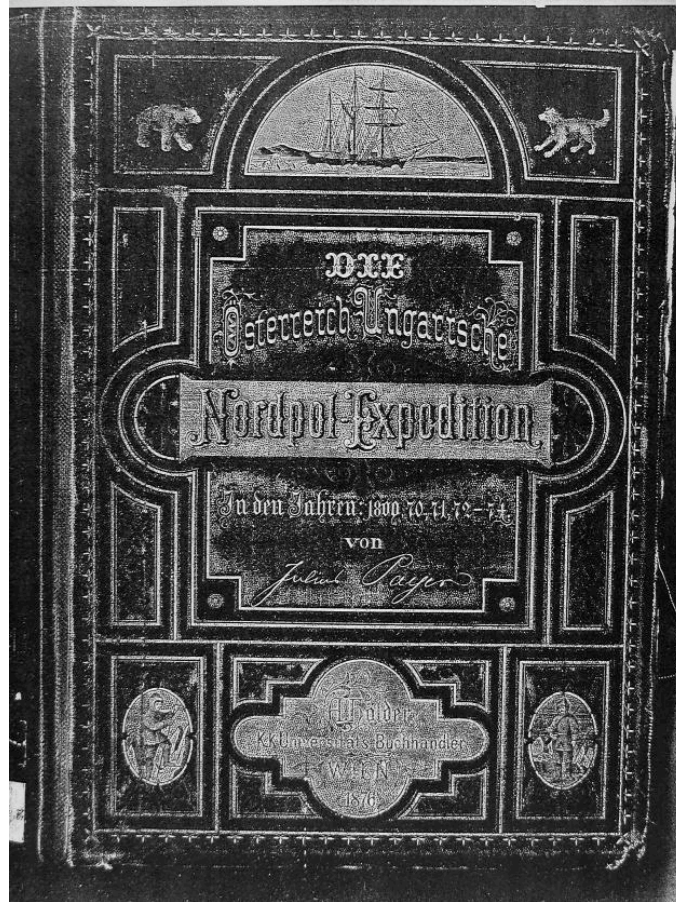 DIE
Österreich-Ungarische
Nordpol-Expedition
In den Jahren: 1869, 70, 71, 72–74.
von
Julius Payer
A. Hölder
K.K. Universitäts Buchhändler
WIEN
1876